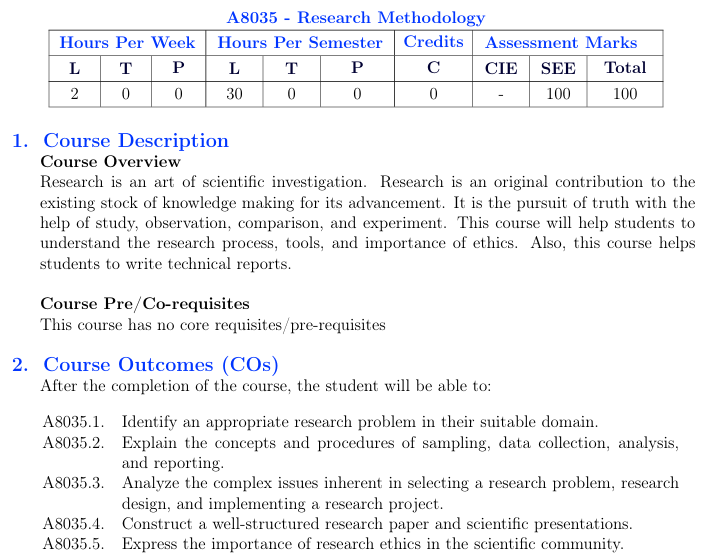 A8035 - Research Methodology
Hours Per Week Hours Per Semester Credits Assessment Marks
L T P L T P C CIE SEE Total
2 0 0 30 0 0 0 - 100 100
1. Course Description
Course Overview
Research is an art of scientific investigation. Research is an original contribution to the
existing stock of knowledge making for its advancement. It is the pursuit of truth with the
help of study, observation, comparison, and experiment. This course will help students to
understand the research process, tools, and importance of ethics. Also, this course helps
students to write technical reports.
Course Pre/Co-requisites
This course has no core requisites/pre-requisites
2. Course Outcomes (COs)
After the completion of the course, the student will be able to:
A8035.1. Identify an appropriate research problem in their suitable domain.
A8035.2. Explain the concepts and procedures of sampling, data collection, analysis,
and reporting.
A8035.3. Analyze the complex issues inherent in selecting a research problem, research
design, and implementing a research project.
A8035.4. Construct a well-structured research paper and scientific presentations.
A8035.5. Express the importance of research ethics in the scientific community.